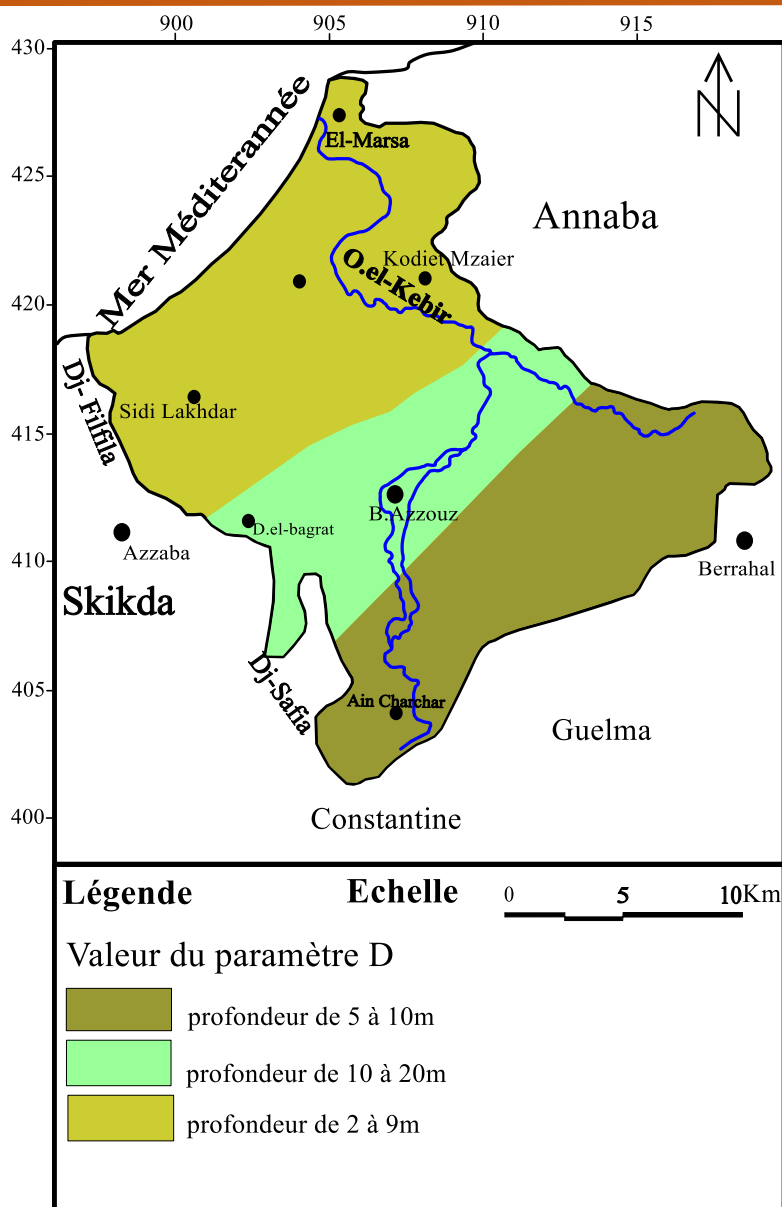 900 905 910 915
430
425
420
415
410
405
400
N
Mer Méditerannée
El-Marsa
Annaba
Kodiet Mzaier
O.el-Kebir
Dj- Filfila
Sidi Lakhdar
B.Azzouz
D.el-bagrat
Azzaba
Berrahal
Skikda
Dj-Safia
Ain Charchar
Guelma
Constantine
Légende Echelle 0 5 10Km
Valeur du paramètre D
profondeur de 5 à 10m
profondeur de 10 à 20m
profondeur de 2 à 9m